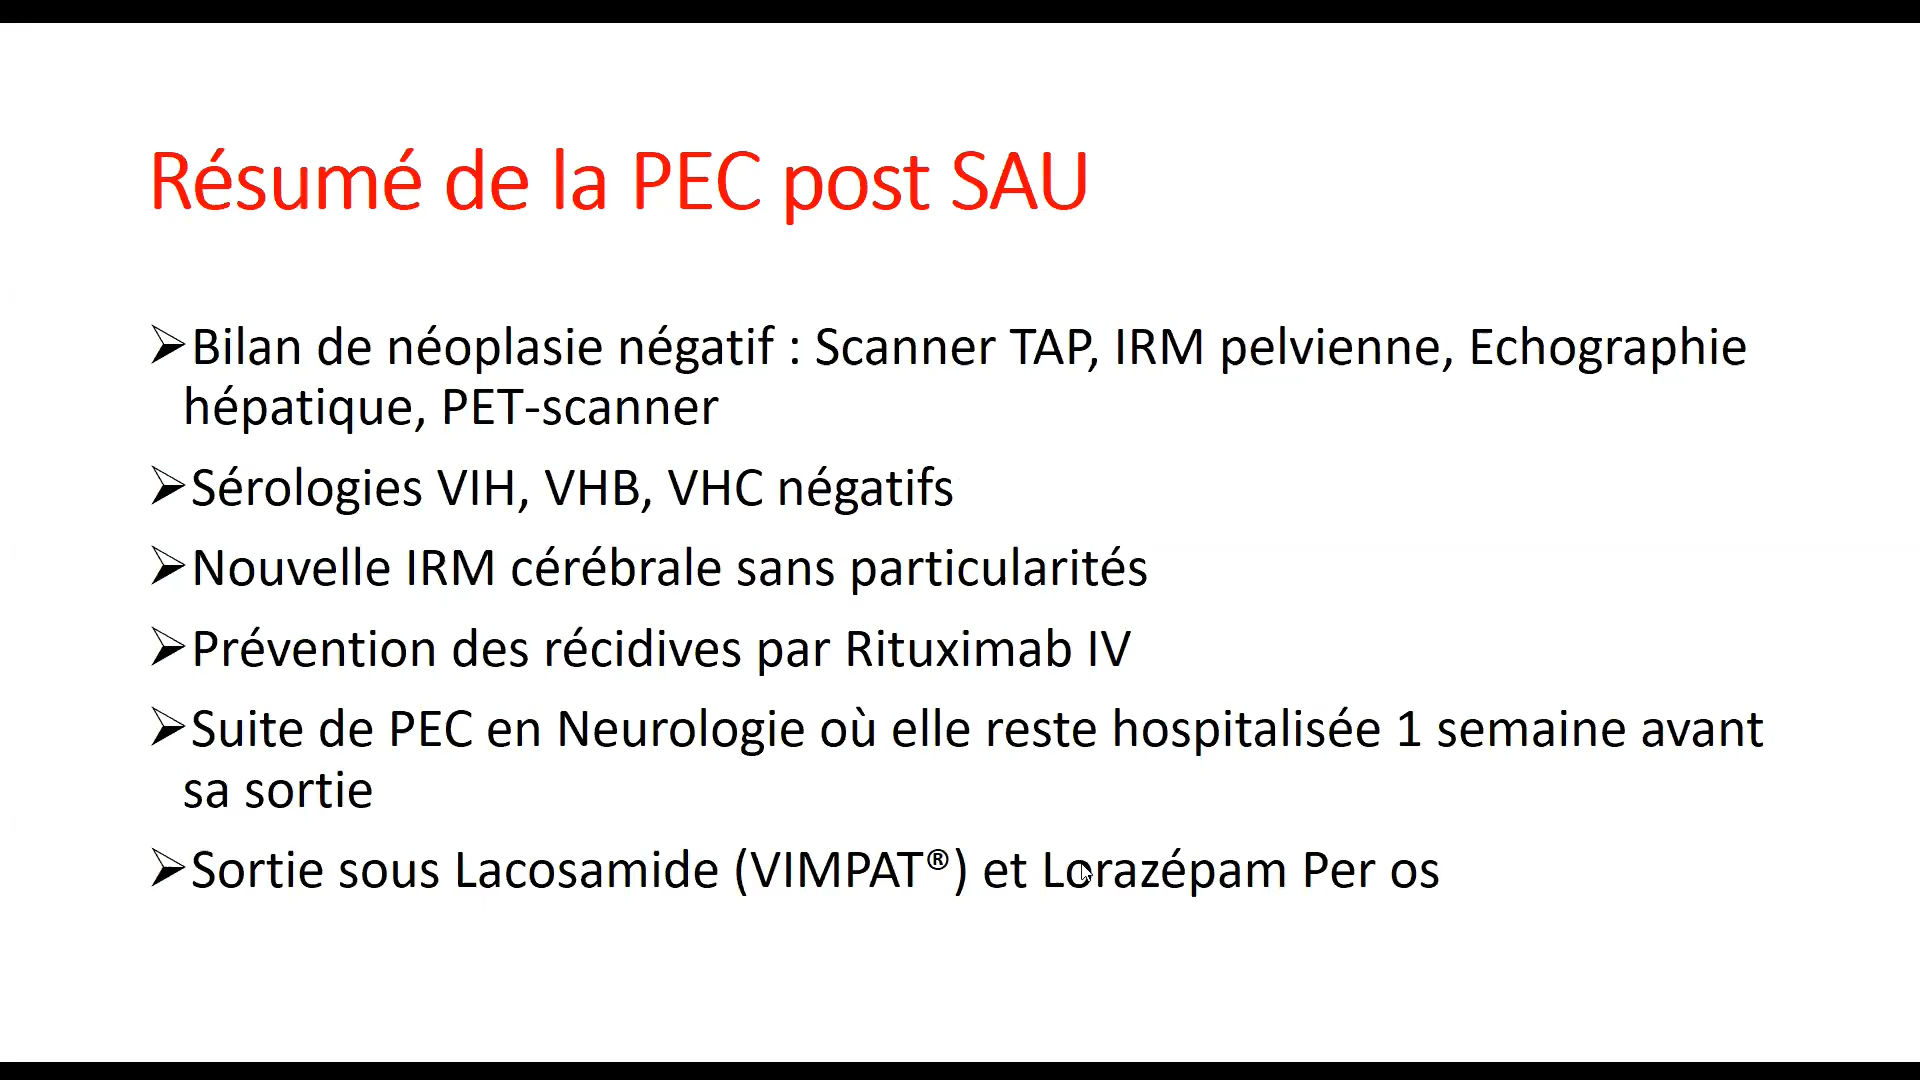 Résumé de la PEC post SAU
➢Bilan de néoplasie négatif : Scanner TAP, IRM pelvienne, Echographie
hépatique, PET-scanner
➢Sérologies VIH, VHB, VHC négatifs
➢Nouvelle IRM cérébrale sans particularités
➢Prévention des récidives par Rituximab IV
➢Suite de PEC en Neurologie où elle reste hospitalisée 1 semaine avant
sa sortie
➢Sortie sous Lacosamide (VIMPAT®) et Lorazépam Per os